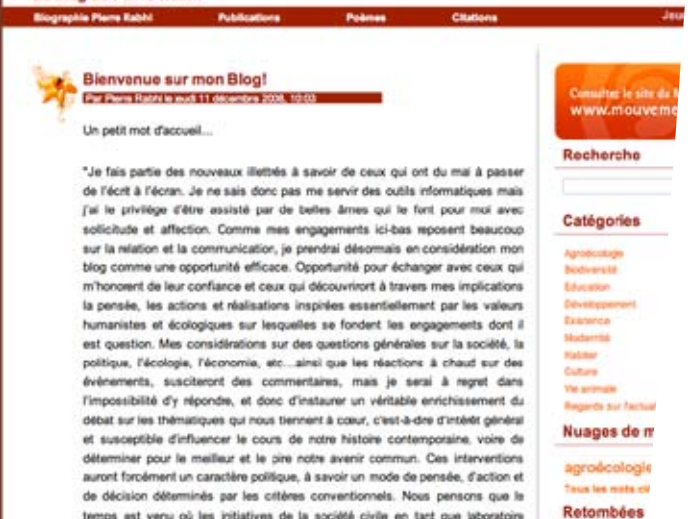 Biographie Pierre Rabhi Publications Poèmes Citations
Bienvenue sur mon Blog!
Par Pierre Rabhi le jeudi 11 décembre 2008, 10:03
Un petit mot d'accueil...
"Je fais partie des nouveaux illettrés à savoir de ceux qui ont du mal à passer
de l'écrit à l'écran. Je ne sais donc pas me servir des outils informatiques mais
j'ai le privilège d'être assisté par de belles âmes qui le font pour moi avec
sollicitude et affection. Comme mes engagements ici-bas reposent beaucoup
sur la relation et la communication, je prendrai désormais en considération mon
blog comme une opportunité efficace. Opportunité pour échanger avec ceux qui
m'honorent de leur confiance et ceux qui découvriront à travers mes implications
la pensée, les actions et réalisations inspirées essentiellement par les valeurs
humanistes et écologiques sur lesquelles se fondent les engagements dont il
est question. Mes considérations sur des questions générales sur la société, la
politique, l'écologie, l'économie, etc...ainsi que les réactions à chaud sur des
évènements, susciteront des commentaires, mais je serai à regret dans
l'impossibilité d'y répondre, et donc d'instaurer un véritable enrichissement du
débat sur les thématiques qui nous tiennent à cœur, c'est-à-dire d'intérêt général
et susceptible d'influencer le cours de notre histoire contemporaine, voire de
déterminer pour le meilleur et le pire notre avenir commun. Ces interventions
auront forcément un caractère politique, à savoir un mode de pensée, d'action et
de décision déterminés par les critères conventionnels. Nous pensons que le
temps est venu où les initiatives de la société civile en tant que laboratoire
Consulter le site du M
www.mouveme
Recherche
Catégories
Agroécologie
Biodiversité
Education
Développement
Existence
Modernité
Habiter
Culture
Vie animale
Regards sur l'actual
Nuages de m
agroécologie
Tous les mots clé
Retombées